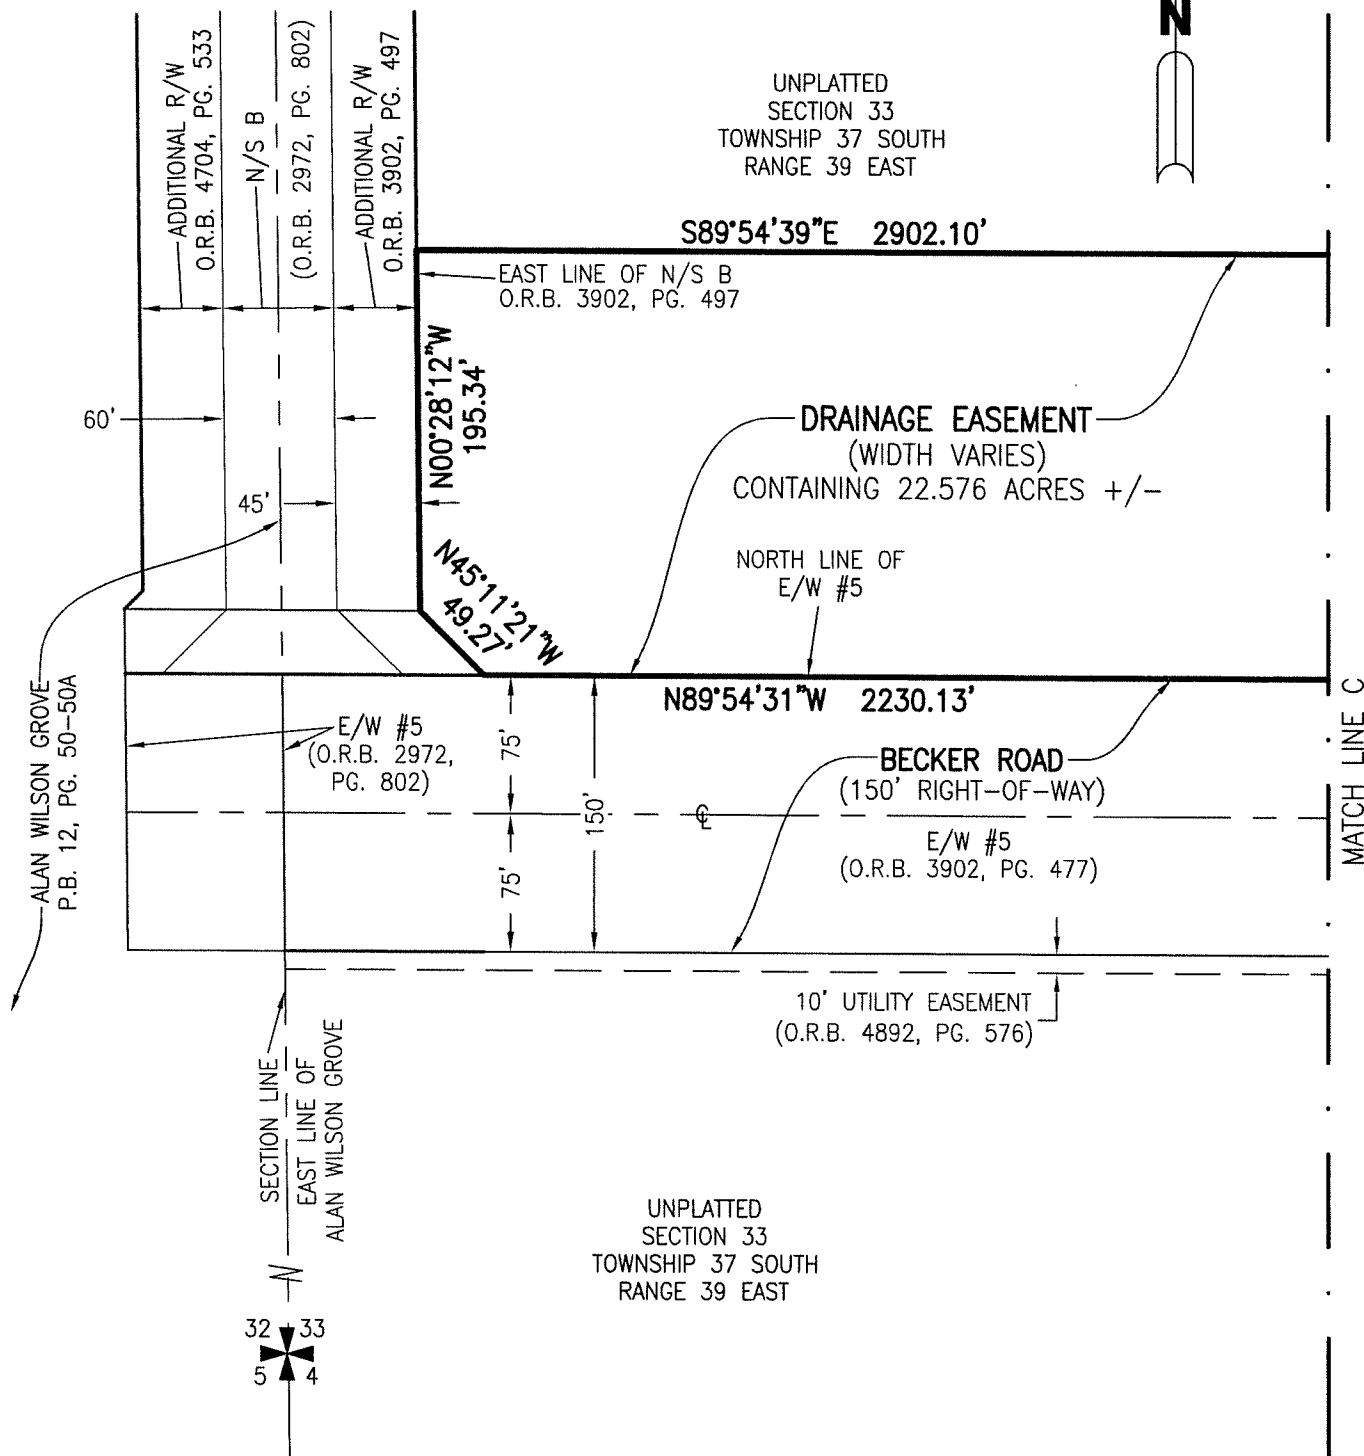 N
ADDITIONAL R/W
O.R.B. 4704, PG. 533
N/S B
(O.R.B. 2972, PG. 802)
ADDITIONAL R/W
O.R.B. 3902, PG. 497
UNPLATTED
SECTION 33
TOWNSHIP 37 SOUTH
RANGE 39 EAST
S89°54'39"E 2902.10'
EAST LINE OF N/S B
O.R.B. 3902, PG. 497
N00°28'12"W
195.34'
60'
45'
DRAINAGE EASEMENT
(WIDTH VARIES)
CONTAINING 22.576 ACRES +/-
N45°11'21"W
49.27'
NORTH LINE OF
E/W #5
N89°54'31"W 2230.13'
ALAN WILSON GROVE
P.B. 12, PG. 50-50A
E/W #5
(O.R.B. 2972,
PG. 802)
75'
150'
75'
BECKER ROAD
(150' RIGHT-OF-WAY)
℄
E/W #5
(O.R.B. 3902, PG. 477)
MATCH LINE C
10' UTILITY EASEMENT
(O.R.B. 4892, PG. 576)
SECTION LINE
EAST LINE OF
ALAN WILSON GROVE
UNPLATTED
SECTION 33
TOWNSHIP 37 SOUTH
RANGE 39 EAST
32 33
5 4